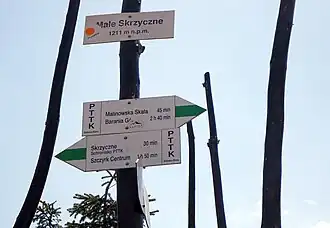 Małe Skrzyczne
1211 m n.p.m.
PTTK
Malinowska Skała 45 min
Barania G 2 h 40 min
Skrzyczne 30 min
Schronisko PTTK
Szczyrk Centrum 50 min
PTTK